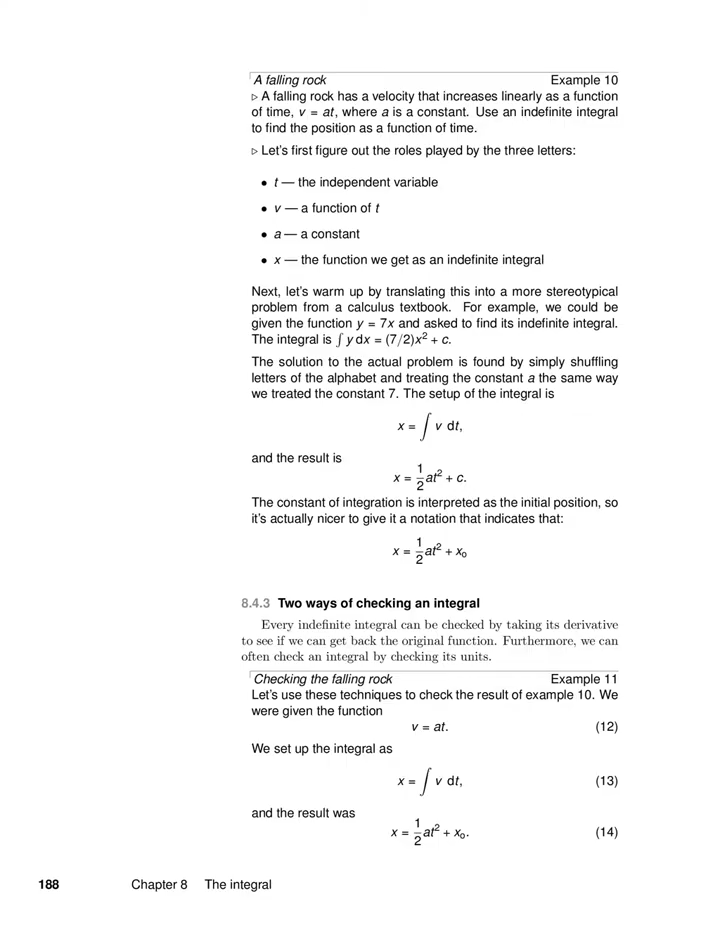 A falling rock Example 10
▷ A falling rock has a velocity that increases linearly as a function
of time, v = at, where a is a constant. Use an indefinite integral
to find the position as a function of time.
▷ Let's first figure out the roles played by the three letters:
• t — the independent variable
• v — a function of t
• a — a constant
• x — the function we get as an indefinite integral
Next, let's warm up by translating this into a more stereotypical
problem from a calculus textbook. For example, we could be
given the function y = 7x and asked to find its indefinite integral.
The integral is ∫ y dx = (7/2)x² + c.
The solution to the actual problem is found by simply shuffling
letters of the alphabet and treating the constant a the same way
we treated the constant 7. The setup of the integral is
x = ∫ v dt,
and the result is
x = 1/2 at² + c.
The constant of integration is interpreted as the initial position, so
it's actually nicer to give it a notation that indicates that:
x = 1/2 at² + xₒ
8.4.3 Two ways of checking an integral
Every indefinite integral can be checked by taking its derivative
to see if we can get back the original function. Furthermore, we can
often check an integral by checking its units.
Checking the falling rock Example 11
Let's use these techniques to check the result of example 10. We
were given the function
v = at. (12)
We set up the integral as
x = ∫ v dt, (13)
and the result was
x = 1/2 at² + xₒ. (14)
188 Chapter 8 The integral